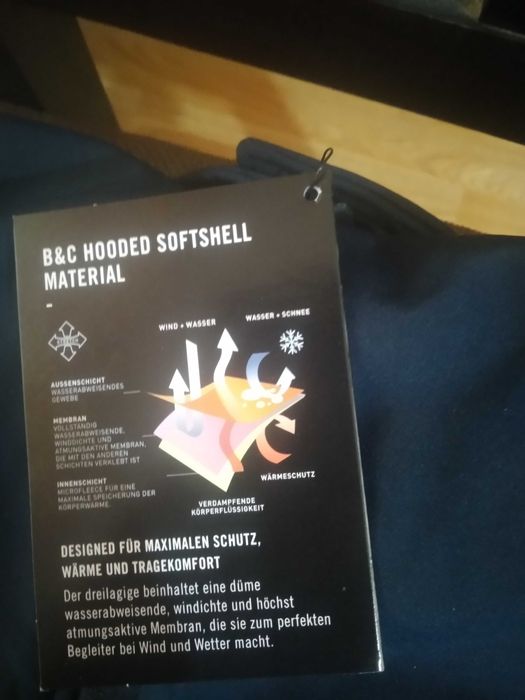 B&C HOODED SOFTSHELL
MATERIAL
-
STRETCH
WIND + WASSER
WASSER + SCHNEE
AUSSENSCHICHT
WASSERABWEISENDES
GEWEBE
MEMBRAN
VOLLSTÄNDIG
WASSERABWEISENDE,
WINDDICHTE UND
ATMUNGSAKTIVE MEMBRAN,
DIE MIT DEN ANDEREN
SCHICHTEN VERKLEBT IST
INNENSCHICHT
MICROFLEECE FÜR EINE
MAXIMALE SPEICHERUNG DER
KÖRPERWÄRME.
WÄRMESCHUTZ
VERDAMPFENDE
KÖRPERFLÜSSIGKEIT
DESIGNED FÜR MAXIMALEN SCHUTZ,
WÄRME UND TRAGEKOMFORT
Der dreilagige beinhaltet eine düme
wasserabweisende, windichte und höchst
atmungsaktive Membran, die sie zum perfekten
Begleiter bei Wind und Wetter macht.